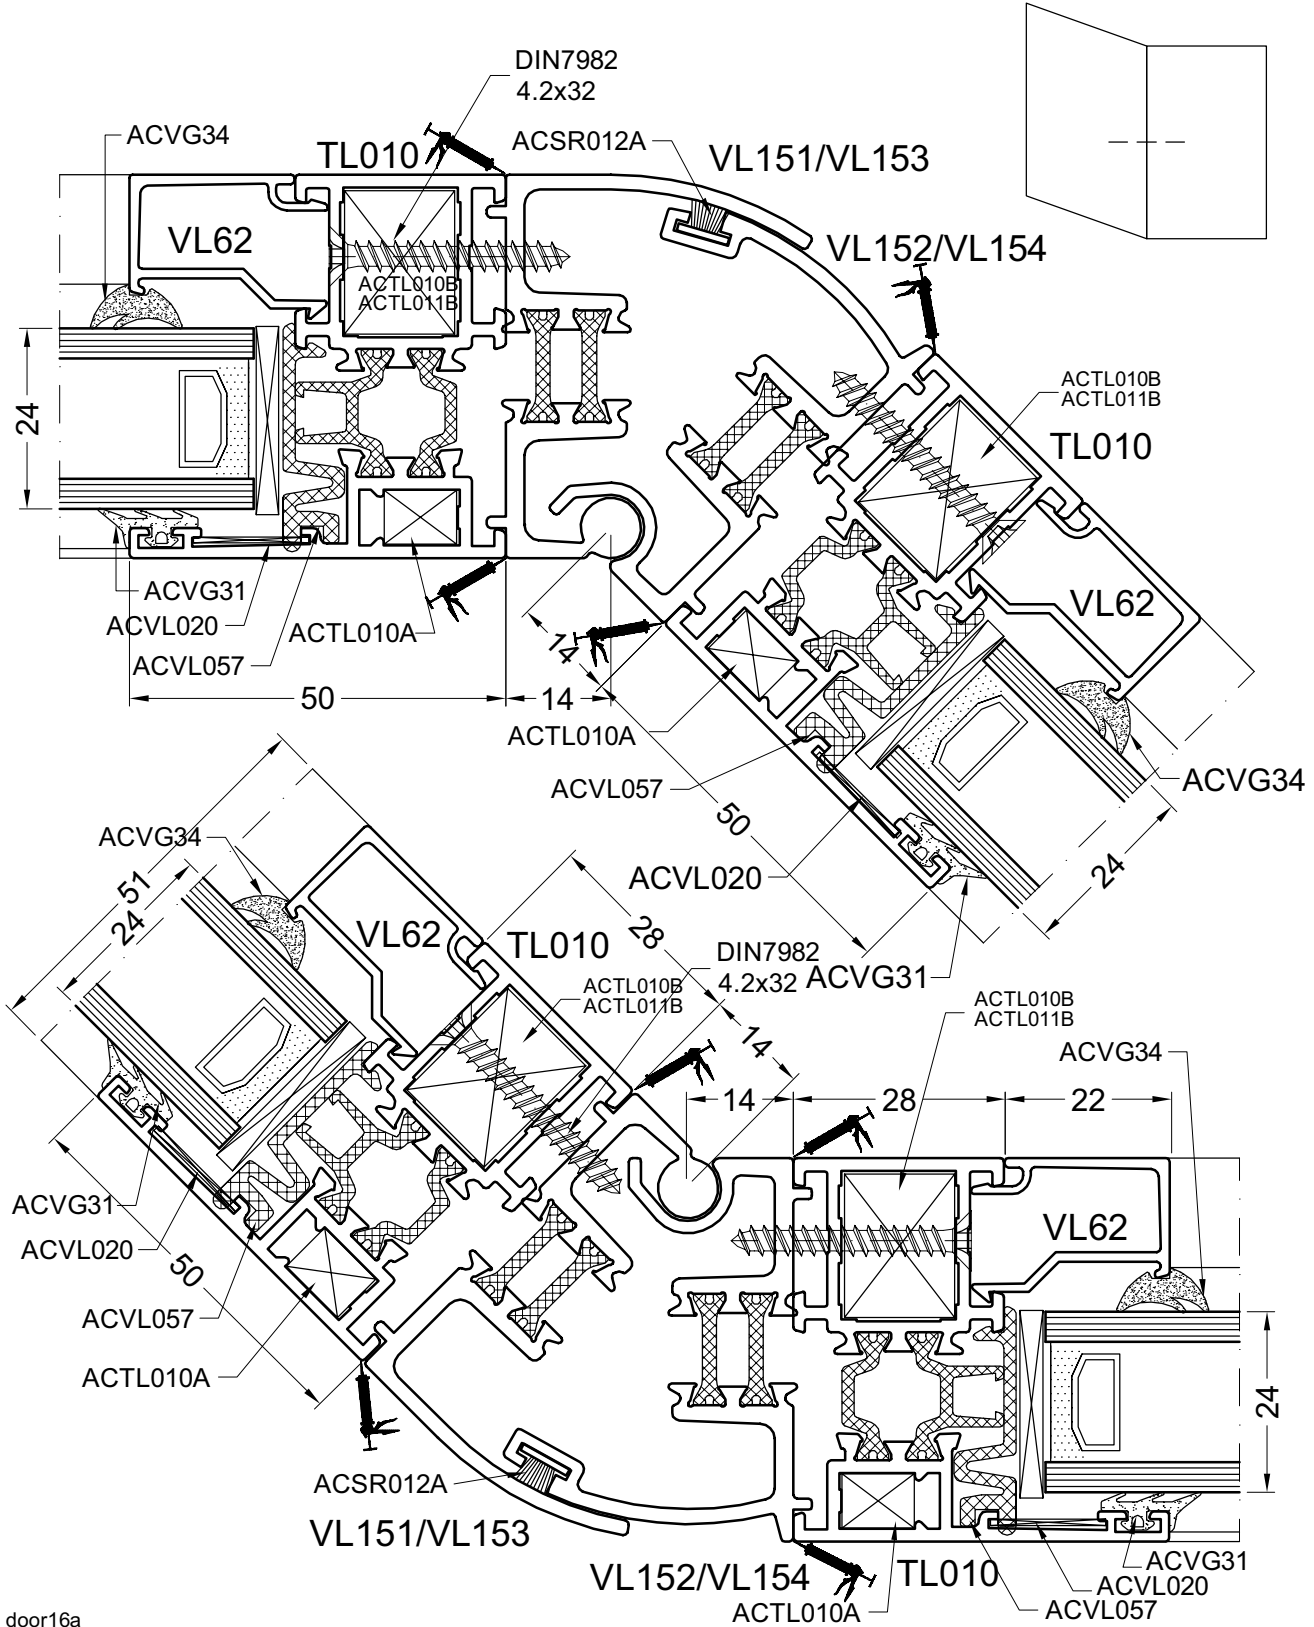 DIN7982
4.2x32
ACVG34
TL010
ACSR012A
VL151/VL153
VL62
VL152/VL154
ACTL010B
ACTL011B
ACTL010B
ACTL011B
24
TL010
ACVG31
ACVL020
ACTL010A
VL62
ACVL057
14
50
14
ACTL010A
ACVL057
ACVG34
50
24
ACVL020
ACVG34
51
24
VL62
TL010
28
DIN7982
4.2x32
ACVG31
ACTL010B
ACTL011B
ACTL010B
ACTL011B
14
ACVG34
14
28
22
ACVG31
ACVL020
50
VL62
ACVL057
ACTL010A
24
ACSR012A
VL151/VL153
VL152/VL154
TL010
ACVG31
ACVL020
ACTL010A
ACVL057
door16a